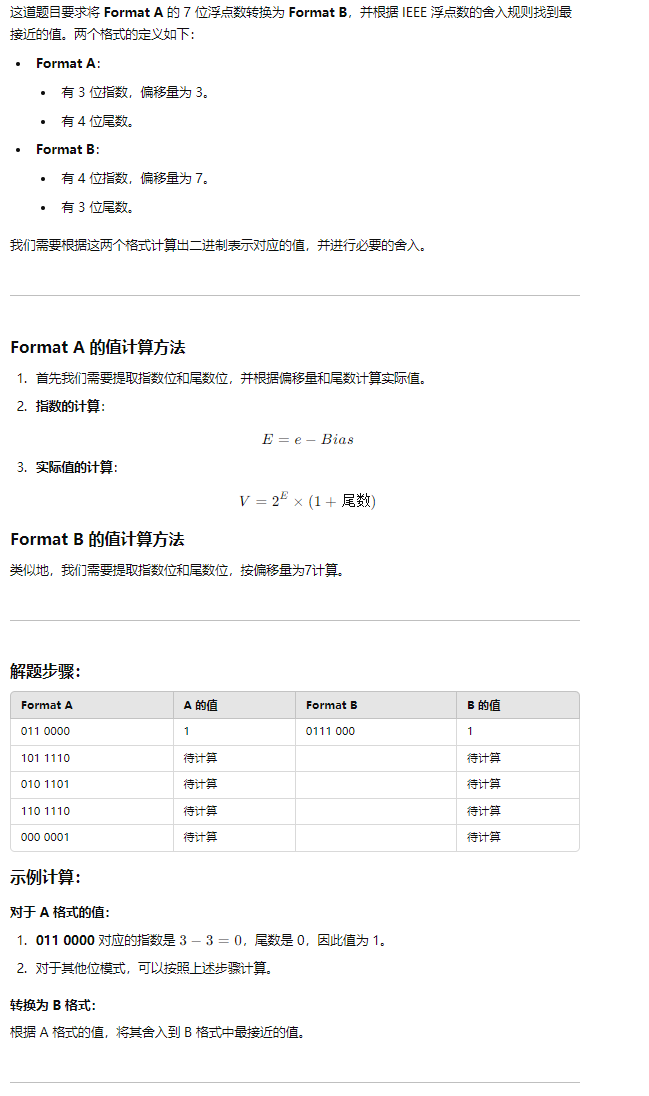 这道题目要求将 Format A 的 7 位浮点数转换为 Format B，并根据 IEEE 浮点数的舍入规则找到最
接近的值。两个格式的定义如下：
• Format A：
• 有 3 位指数，偏移量为 3。
• 有 4 位尾数。
• Format B：
• 有 4 位指数，偏移量为 7。
• 有 3 位尾数。
我们需要根据这两个格式计算出二进制表示对应的值，并进行必要的舍入。
Format A 的值计算方法
1. 首先我们需要提取指数位和尾数位，并根据偏移量和尾数计算实际值。
2. 指数的计算：
E = e − Bias
3. 实际值的计算：
V = 2^E × (1 + 尾数)
Format B 的值计算方法
类似地，我们需要提取指数位和尾数位，按偏移量为7计算。
解题步骤：
Format A A 的值 Format B B 的值
011 0000 1 0111 000 1
101 1110 待计算 待计算
010 1101 待计算 待计算
110 1110 待计算 待计算
000 0001 待计算 待计算
示例计算：
对于 A 格式的值：
1. 011 0000 对应的指数是 3 − 3 = 0，尾数是 0，因此值为 1。
2. 对于其他位模式，可以按照上述步骤计算。
转换为 B 格式：
根据 A 格式的值，将其舍入到 B 格式中最接近的值。